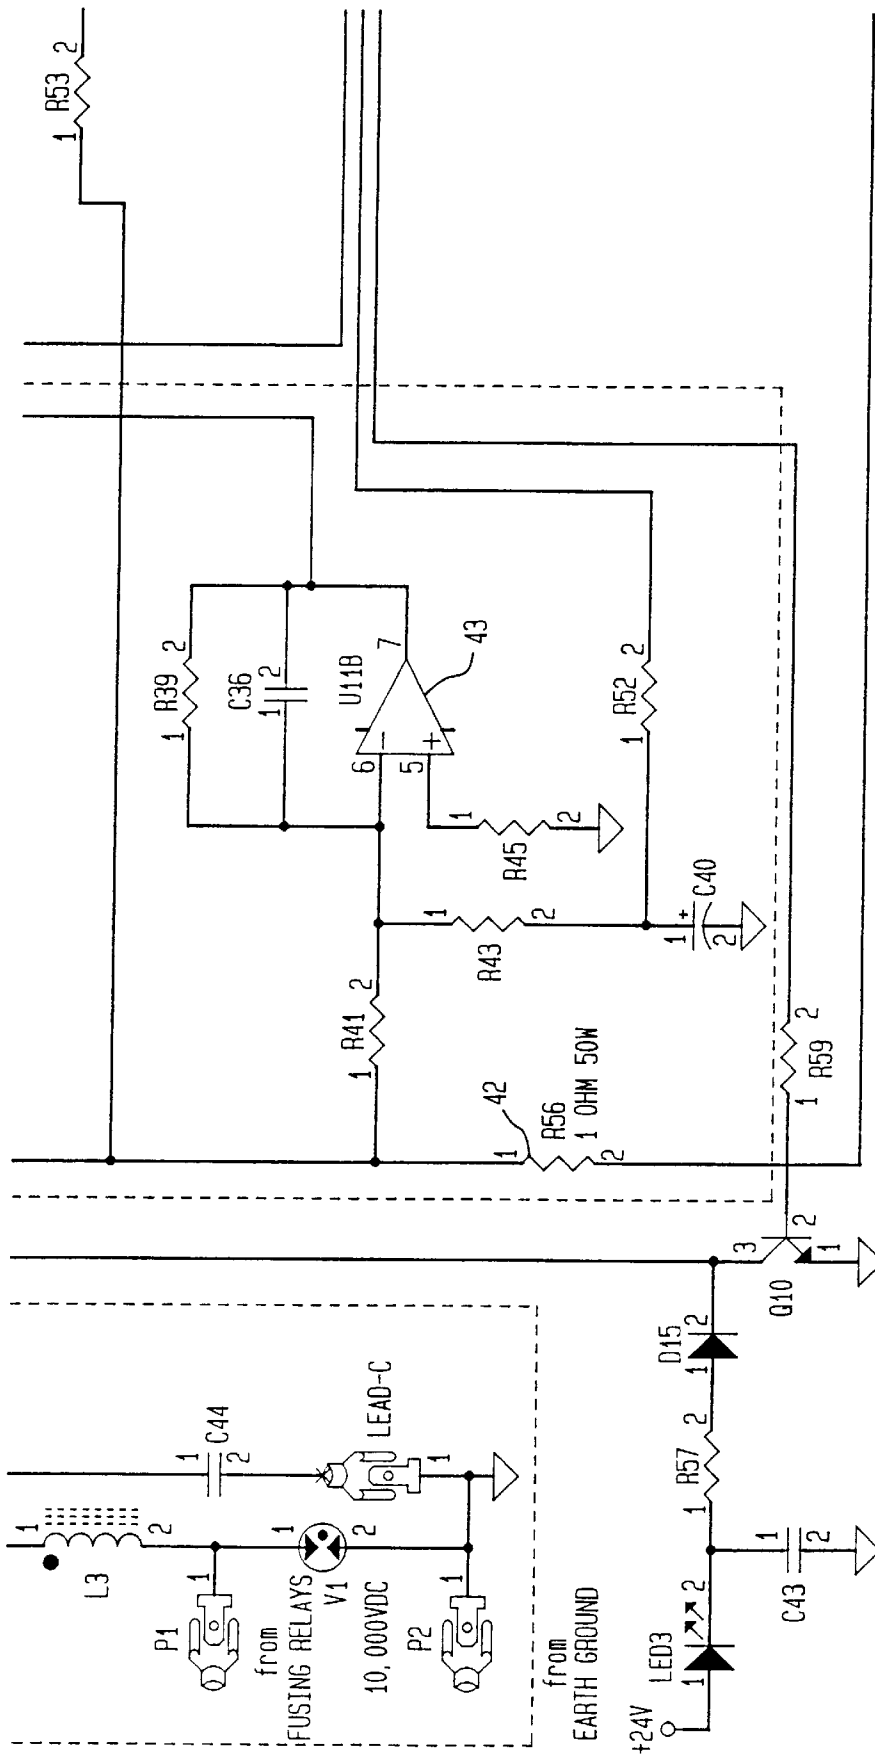 1
R53
2
1
R39
2
1
C36
2
U11B
6
7
5
−
+
43
1
R45
2
1
R52
2
1
R41
2
1
R43
2
1
+
C40
2
42
1
R56
2
1 OHM 50W
1
R59
2
3
2
1
Q10
1
D15
2
1
R57
2
1
C44
2
LEAD-C
1
1
L3
2
P1
1
from
FUSING RELAYS
1
V1
2
10,000VDC
P2
1
from
EARTH GROUND
+24V
LED3
1
2
1
C43
2